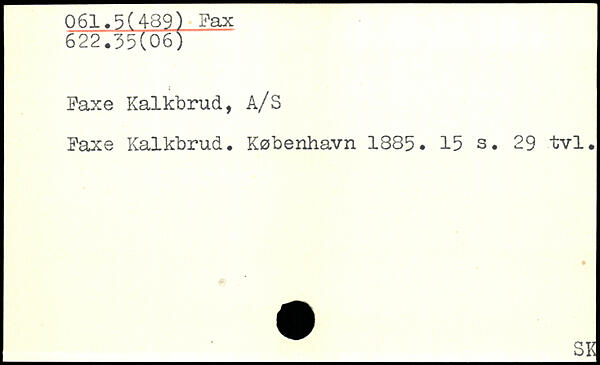 061.5(489) Fax
622.35(06)
Faxe Kalkbrud, A/S
Faxe Kalkbrud. København 1885. 15 s. 29 tvl.
SK